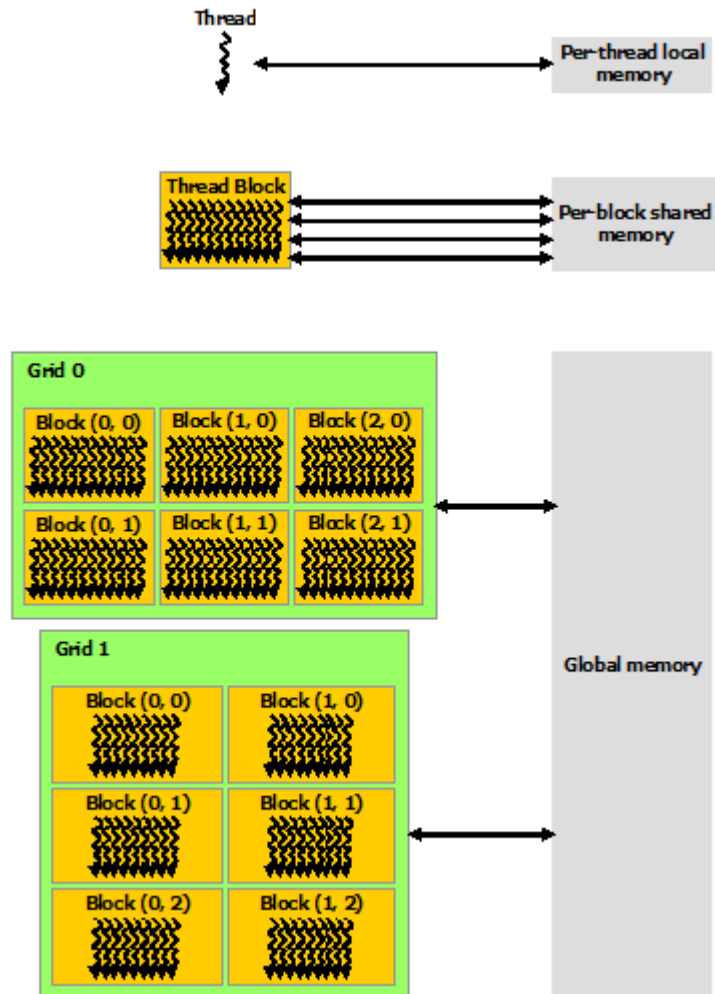 Thread
Per-thread local
memory
Thread Block
Per-block shared
memory
Grid 0
Block (0, 0) Block (1, 0) Block (2, 0)
Block (0, 1) Block (1, 1) Block (2, 1)
Grid 1
Block (0, 0) Block (1, 0)
Global memory
Block (0, 1) Block (1, 1)
Block (0, 2) Block (1, 2)